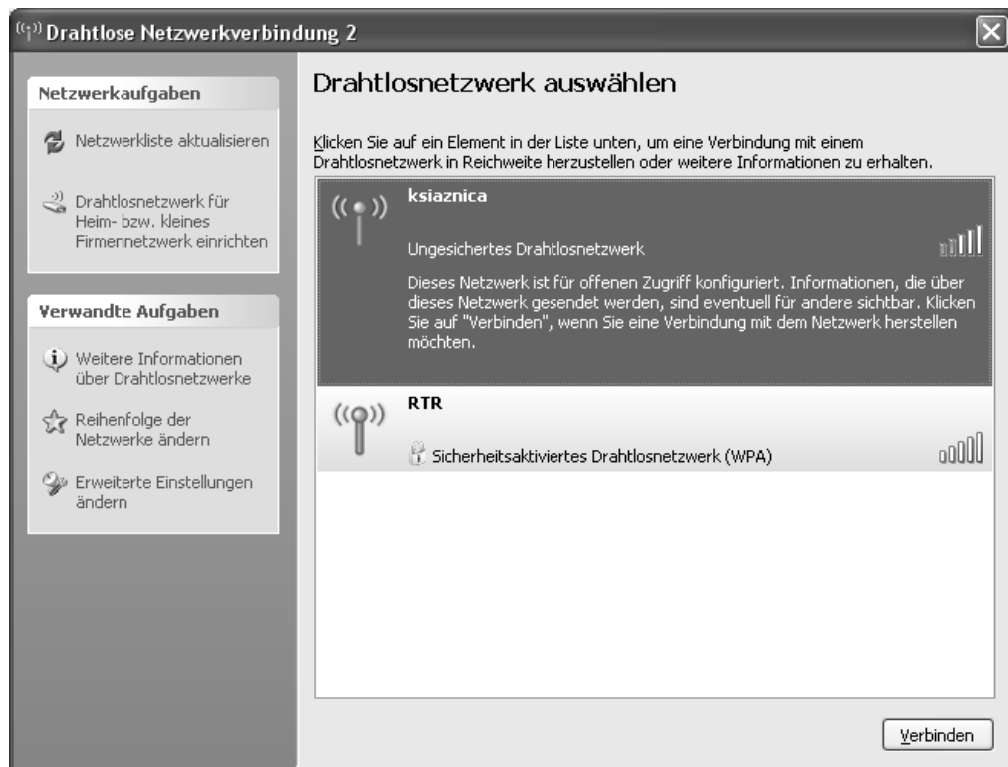 Drahtlose Netzwerkverbindung 2
Netzwerkaufgaben
Netzwerkliste aktualisieren
Drahtlosnetzwerk für
Heim- bzw. kleines
Firmennetzwerk einrichten
Verwandte Aufgaben
Weitere Informationen
über Drahtlosnetzwerke
Reihenfolge der
Netzwerke ändern
Erweiterte Einstellungen
ändern
Drahtlosnetzwerk auswählen
Klicken Sie auf ein Element in der Liste unten, um eine Verbindung mit einem
Drahtlosnetzwerk in Reichweite herzustellen oder weitere Informationen zu erhalten.
ksiaznica
Ungesichertes Drahtlosnetzwerk
Dieses Netzwerk ist für offenen Zugriff konfiguriert. Informationen, die über
dieses Netzwerk gesendet werden, sind eventuell für andere sichtbar. Klicken
Sie auf "Verbinden", wenn Sie eine Verbindung mit dem Netzwerk herstellen
möchten.
RTR
Sicherheitsaktiviertes Drahtlosnetzwerk (WPA)
Verbinden